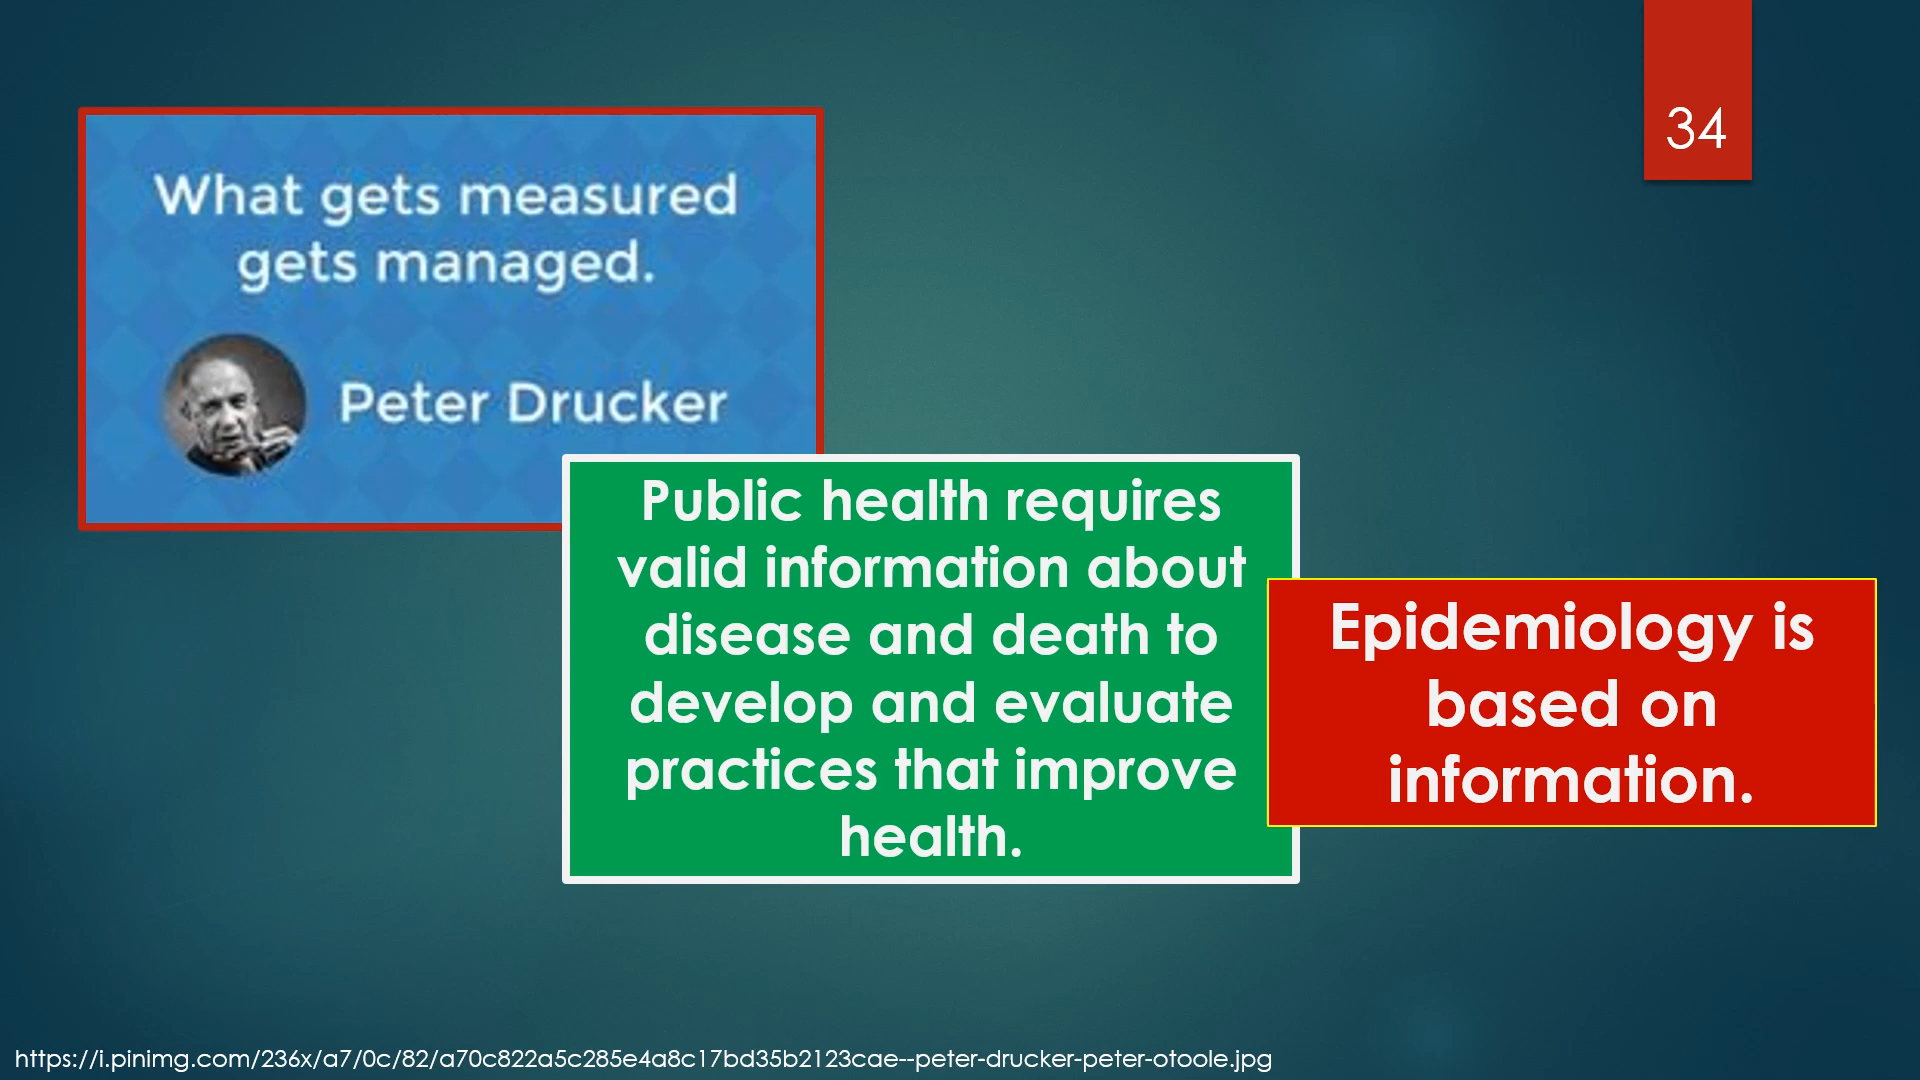 34
What gets measured
gets managed.
Peter Drucker
Public health requires
valid information about
disease and death to
develop and evaluate
practices that improve
health.
Epidemiology is
based on
information.
https://i.pinimg.com/236x/a7/0c/82/a70c822a5c285e4a8c17bd35b2123cae--peter-drucker-peter-otoole.jpg